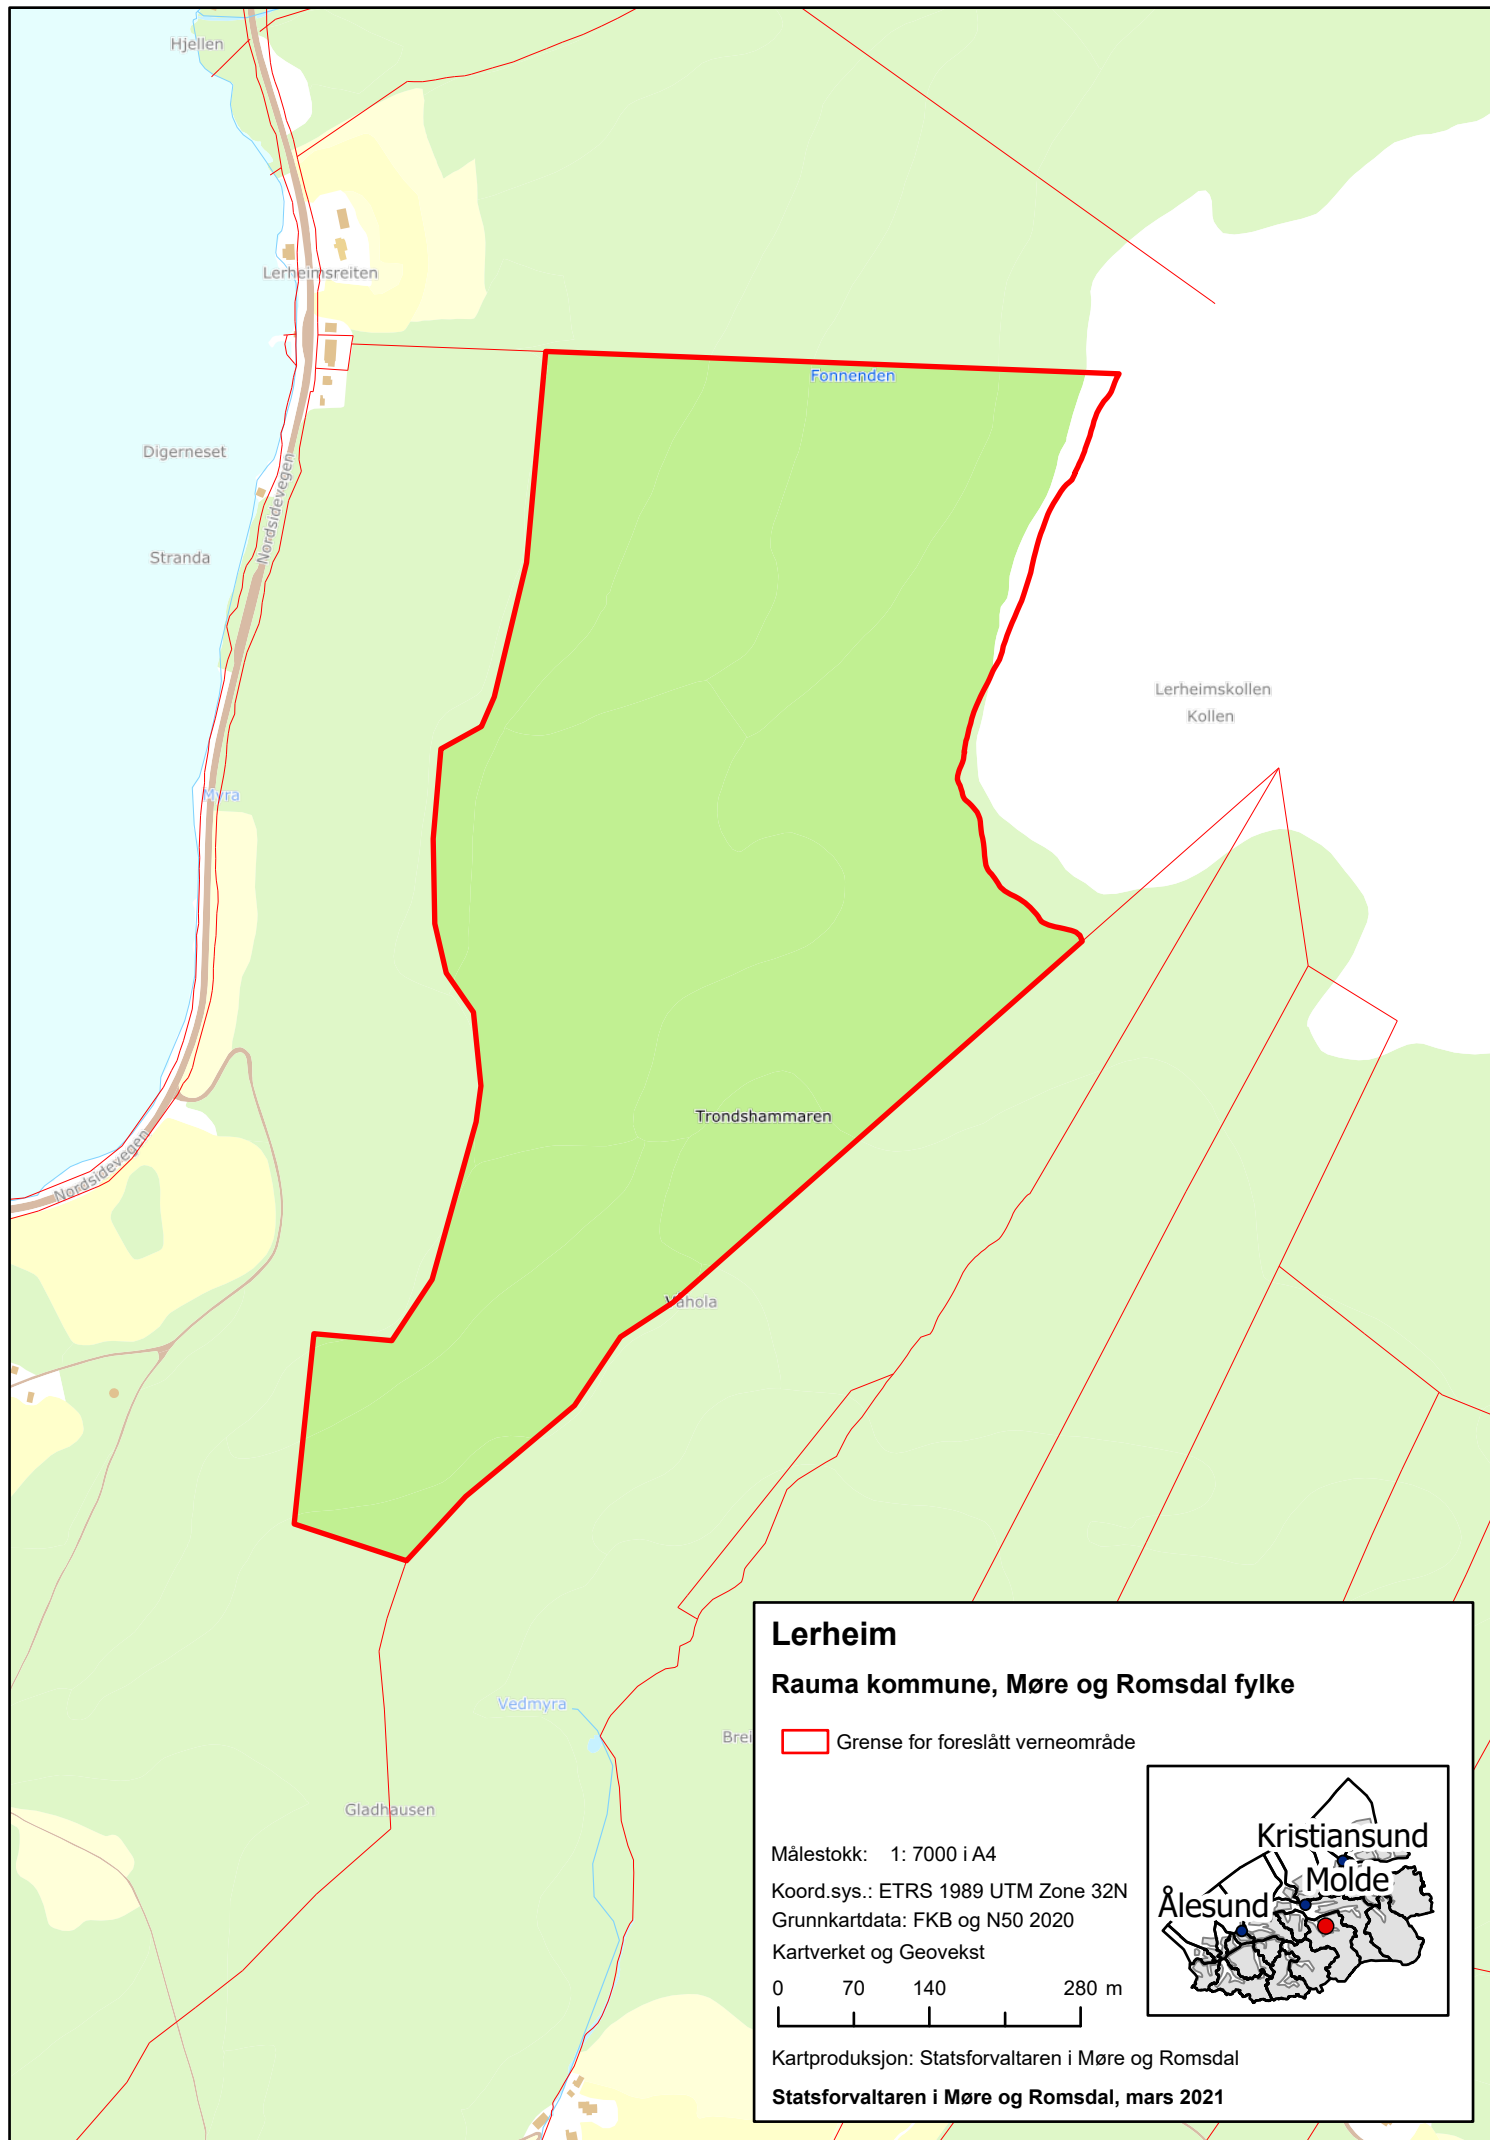 Hjellen
Lerheimsreiten
Fonnenden
Digerneset
Nordsidevegen
Stranda
Lerheimskollen
Kollen
Myra
Trondshammaren
Nordsidevegen
Våhola
Vedmyra
Brei
Gladhausen
Lerheim
Rauma kommune, Møre og Romsdal fylke
Grense for foreslått verneområde
Kristiansund
Molde
Ålesund
Målestokk: 1: 7000 i A4
Koord.sys.: ETRS 1989 UTM Zone 32N
Grunnkartdata: FKB og N50 2020
Kartverket og Geovekst
0 70 140 280 m
Kartproduksjon: Statsforvaltaren i Møre og Romsdal
Statsforvaltaren i Møre og Romsdal, mars 2021